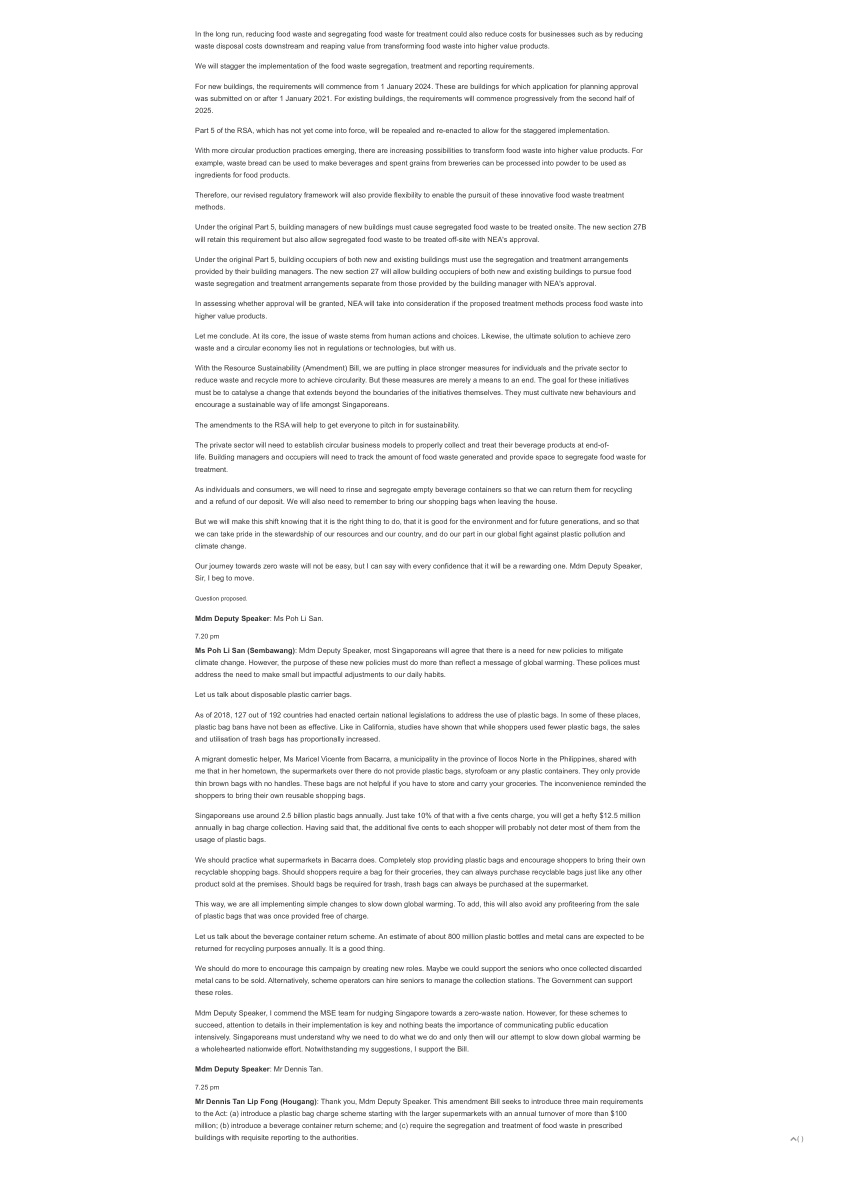 In the long run, reducing food waste and segregating food waste for treatment could also reduce costs for businesses such as by reducing
waste disposal costs downstream and reaping value from transforming food waste into higher value products.
We will stagger the implementation of the food waste segregation, treatment and reporting requirements.
For new buildings, the requirements will commence from 1 January 2024. These are buildings for which application for planning approval
was submitted on or after 1 January 2021. For existing buildings, the requirements will commence progressively from the second half of
2025.
Part 5 of the RSA, which has not yet come into force, will be repealed and re-enacted to allow for the staggered implementation.
With more circular production practices emerging, there are increasing possibilities to transform food waste into higher value products. For
example, waste bread can be used to make beverages and spent grains from breweries can be processed into powder to be used as
ingredients for food products.
Therefore, our revised regulatory framework will also provide flexibility to enable the pursuit of these innovative food waste treatment
methods.
Under the original Part 5, building managers of new buildings must cause segregated food waste to be treated onsite. The new section 27B
will retain this requirement but also allow segregated food waste to be treated off-site with NEA's approval.
Under the original Part 5, building occupiers of both new and existing buildings must use the segregation and treatment arrangements
provided by their building managers. The new section 27 will allow building occupiers of both new and existing buildings to pursue food
waste segregation and treatment arrangements separate from those provided by the building manager with NEA's approval.
In assessing whether approval will be granted, NEA will take into consideration if the proposed treatment methods process food waste into
higher value products.
Let me conclude. At its core, the issue of waste stems from human actions and choices. Likewise, the ultimate solution to achieve zero
waste and a circular economy lies not in regulations or technologies, but with us.
With the Resource Sustainability (Amendment) Bill, we are putting in place stronger measures for individuals and the private sector to
reduce waste and recycle more to achieve circularity. But these measures are merely a means to an end. The goal for these initiatives
must be to catalyse a change that extends beyond the boundaries of the initiatives themselves. They must cultivate new behaviours and
encourage a sustainable way of life amongst Singaporeans.
The amendments to the RSA will help to get everyone to pitch in for sustainability.
The private sector will need to establish circular business models to properly collect and treat their beverage products at end-of-
life. Building managers and occupiers will need to track the amount of food waste generated and provide space to segregate food waste for
treatment.
As individuals and consumers, we will need to rinse and segregate empty beverage containers so that we can return them for recycling
and a refund of our deposit. We will also need to remember to bring our shopping bags when leaving the house.
But we will make this shift knowing that it is the right thing to do, that it is good for the environment and for future generations, and so that
we can take pride in the stewardship of our resources and our country, and do our part in our global fight against plastic pollution and
climate change.
Our journey towards zero waste will not be easy, but I can say with every confidence that it will be a rewarding one. Mdm Deputy Speaker,
Sir, I beg to move.
Question proposed.
Mdm Deputy Speaker: Ms Poh Li San.
7.20 pm
Ms Poh Li San (Sembawang): Mdm Deputy Speaker, most Singaporeans will agree that there is a need for new policies to mitigate
climate change. However, the purpose of these new policies must do more than reflect a message of global warming. These polices must
address the need to make small but impactful adjustments to our daily habits.
Let us talk about disposable plastic carrier bags.
As of 2018, 127 out of 192 countries had enacted certain national legislations to address the use of plastic bags. In some of these places,
plastic bag bans have not been as effective. Like in California, studies have shown that while shoppers used fewer plastic bags, the sales
and utilisation of trash bags has proportionally increased.
A migrant domestic helper, Ms Maricel Vicente from Bacarra, a municipality in the province of Ilocos Norte in the Philippines, shared with
me that in her hometown, the supermarkets over there do not provide plastic bags, styrofoam or any plastic containers. They only provide
thin brown bags with no handles. These bags are not helpful if you have to store and carry your groceries. The inconvenience reminded the
shoppers to bring their own reusable shopping bags.
Singaporeans use around 2.5 billion plastic bags annually. Just take 10% of that with a five cents charge, you will get a hefty $12.5 million
annually in bag charge collection. Having said that, the additional five cents to each shopper will probably not deter most of them from the
usage of plastic bags.
We should practice what supermarkets in Bacarra does. Completely stop providing plastic bags and encourage shoppers to bring their own
recyclable shopping bags. Should shoppers require a bag for their groceries, they can always purchase recyclable bags just like any other
product sold at the premises. Should bags be required for trash, trash bags can always be purchased at the supermarket.
This way, we are all implementing simple changes to slow down global warming. To add, this will also avoid any profiteering from the sale
of plastic bags that was once provided free of charge.
Let us talk about the beverage container return scheme. An estimate of about 800 million plastic bottles and metal cans are expected to be
returned for recycling purposes annually. It is a good thing.
We should do more to encourage this campaign by creating new roles. Maybe we could support the seniors who once collected discarded
metal cans to be sold. Alternatively, scheme operators can hire seniors to manage the collection stations. The Government can support
these roles.
Mdm Deputy Speaker, I commend the MSE team for nudging Singapore towards a zero-waste nation. However, for these schemes to
succeed, attention to details in their implementation is key and nothing beats the importance of communicating public education
intensively. Singaporeans must understand why we need to do what we do and only then will our attempt to slow down global warming be
a wholehearted nationwide effort. Notwithstanding my suggestions, I support the Bill.
Mdm Deputy Speaker: Mr Dennis Tan.
7.25 pm
Mr Dennis Tan Lip Fong (Hougang): Thank you, Mdm Deputy Speaker. This amendment Bill seeks to introduce three main requirements
to the Act: (a) introduce a plastic bag charge scheme starting with the larger supermarkets with an annual turnover of more than $100
million; (b) introduce a beverage container return scheme; and (c) require the segregation and treatment of food waste in prescribed
buildings with requisite reporting to the authorities.
( )